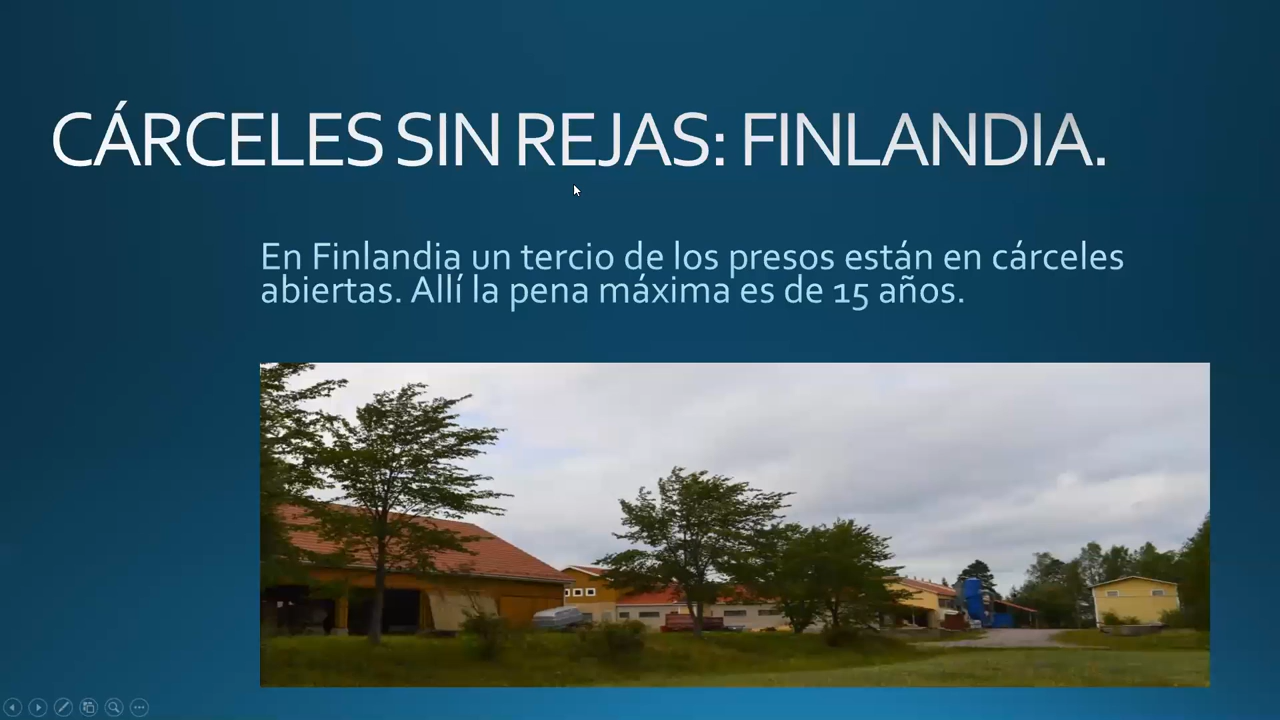 CÁRCELES SIN REJAS: FINLANDIA.
En Finlandia un tercio de los presos están en cárceles
abiertas. Allí la pena máxima es de 15 años.